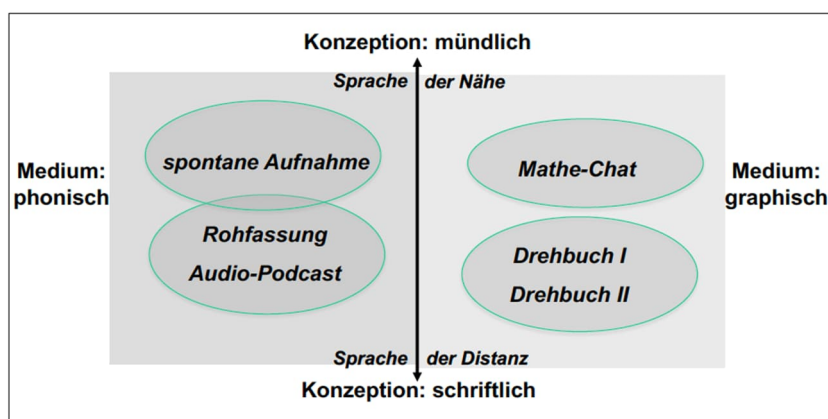 Konzeption: mündlich
Sprache der Nähe
Medium:
phonisch
spontane Aufnahme
Rohfassung
Audio-Podcast
Mathe-Chat
Drehbuch I
Drehbuch II
Medium:
graphisch
Sprache der Distanz
Konzeption: schriftlich